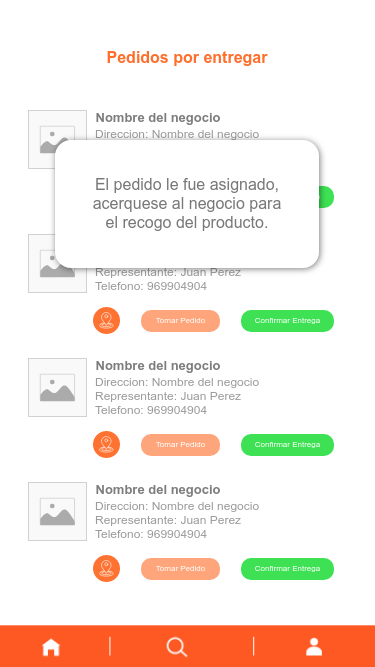 Pedidos por entregar
Nombre del negocio
Direccion: Nombre del negocio
El pedido le fue asignado,
acerquese al negocio para
el recogo del producto.
Representante: Juan Perez
Telefono: 969904904
Tomar Pedido
Confirmar Entrega
Nombre del negocio
Direccion: Nombre del negocio
Representante: Juan Perez
Telefono: 969904904
Tomar Pedido
Confirmar Entrega
Nombre del negocio
Direccion: Nombre del negocio
Representante: Juan Perez
Telefono: 969904904
Tomar Pedido
Confirmar Entrega